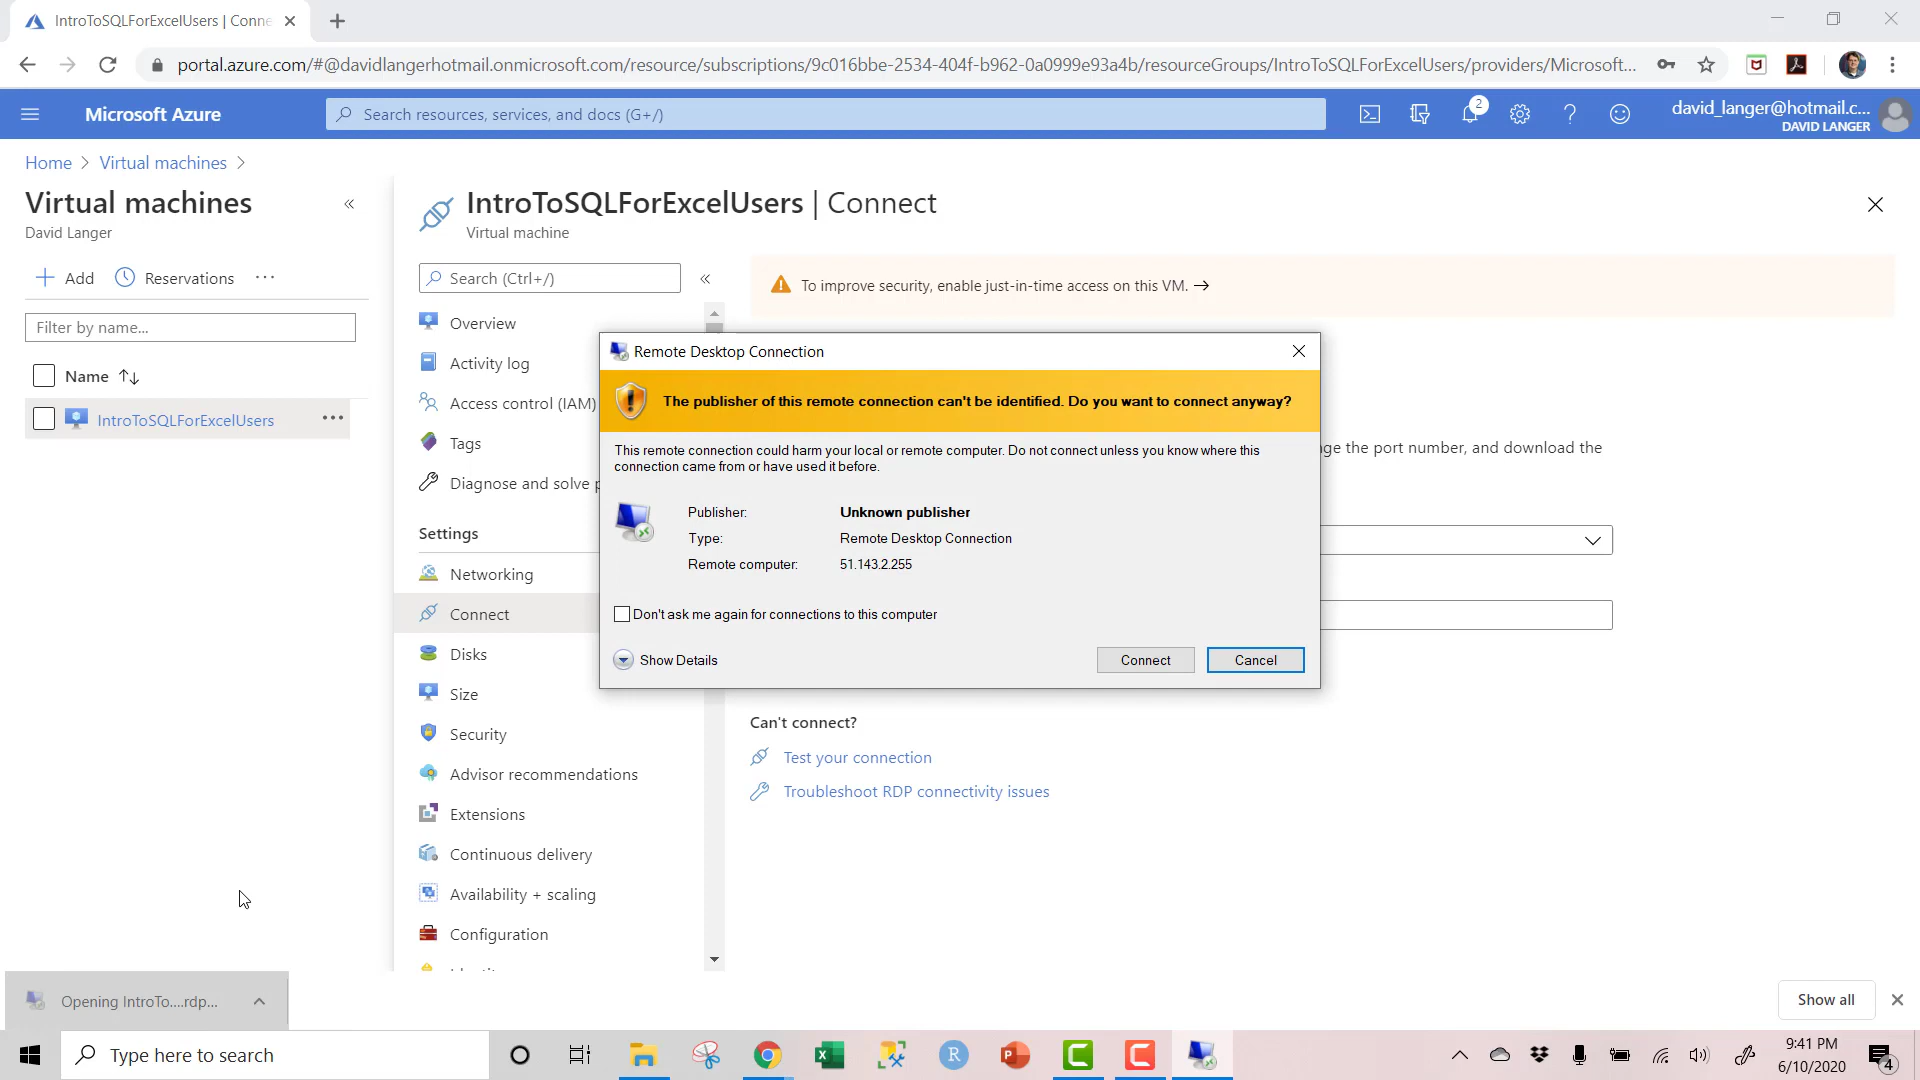 IntroToSQLForExcelUsers | Conne
portal.azure.com/#@davidlangerhotmail.onmicrosoft.com/resource/subscriptions/9c016bbe-2534-404f-b962-0a0999e93a4b/resourceGroups/IntroToSQLForExcelUsers/providers/Microsoft...
Microsoft Azure
Search resources, services, and docs (G+/)
2
david_langer@hotmail.c...
DAVID LANGER
Home > Virtual machines >
Virtual machines
David Langer
Add
Reservations
...
Filter by name...
Name
IntroToSQLForExcelUsers
...
IntroToSQLForExcelUsers | Connect
Virtual machine
Search (Ctrl+/)
Overview
Activity log
Access control (IAM)
Tags
Diagnose and solve p
Settings
Networking
Connect
Disks
Size
Security
Advisor recommendations
Extensions
Continuous delivery
Availability + scaling
Configuration
To improve security, enable just-in-time access on this VM. →
ge the port number, and download the
Remote Desktop Connection
The publisher of this remote connection can't be identified. Do you want to connect anyway?
This remote connection could harm your local or remote computer. Do not connect unless you know where this
connection came from or have used it before.
Publisher: Unknown publisher
Type: Remote Desktop Connection
Remote computer: 51.143.2.255
Don't ask me again for connections to this computer
Show Details
Connect
Cancel
Can't connect?
Test your connection
Troubleshoot RDP connectivity issues
Opening IntroTo....rdp...
Show all
Type here to search
9:41 PM
6/10/2020
4